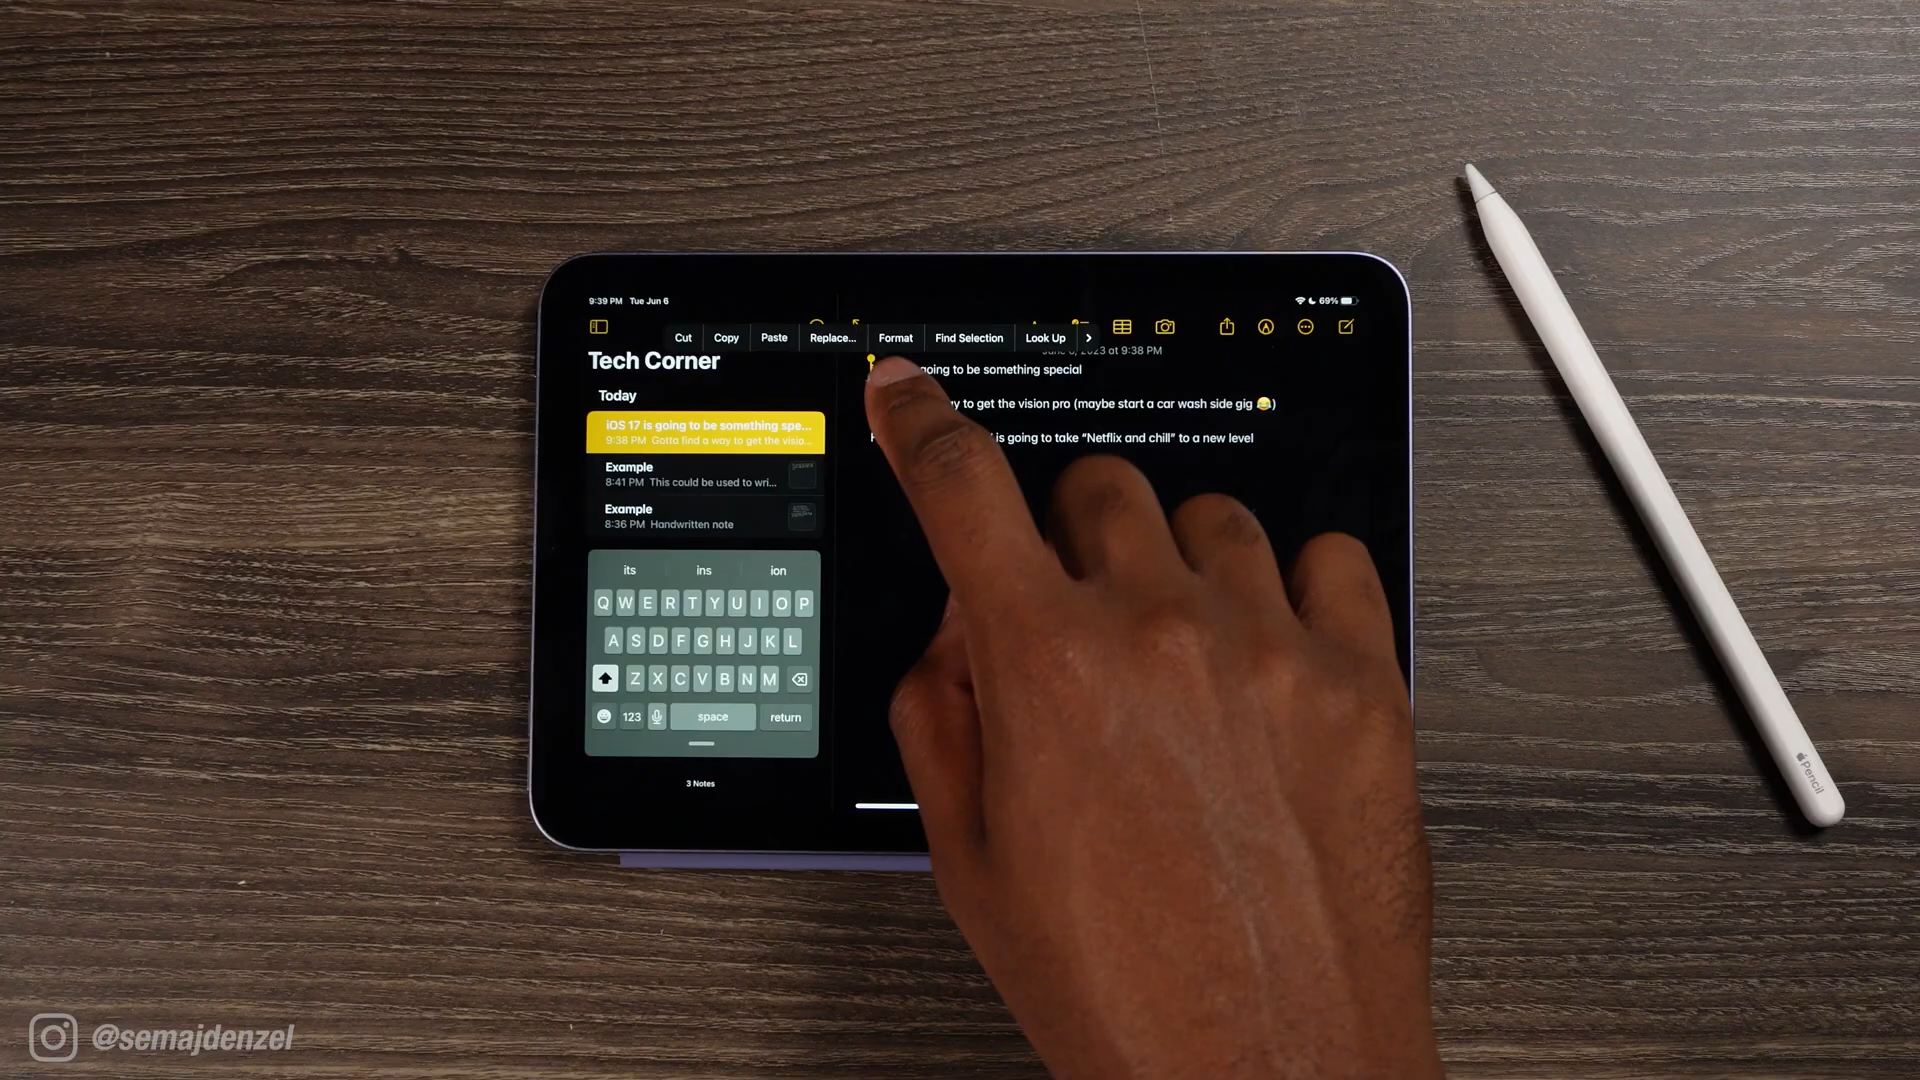 9:39 PM Tue Jun 6
69%
Cut Copy Paste Replace... Format Find Selection Look Up
Tech Corner
at 9:38 PM
Today
going to be something special
to get the vision pro (maybe start a car wash side gig 😂)
is going to take “Netflix and chill” to a new level
iOS 17 is going to be something spe...
9:38 PM Gotta find a way to get the visio...
Example
8:41 PM This could be used to wri...
Example
8:36 PM Handwritten note
its ins ion
Q W E R T Y U I O P
A S D F G H J K L
Z X C V B N M
123 space return
3 Notes
Pencil
@semajdenzel